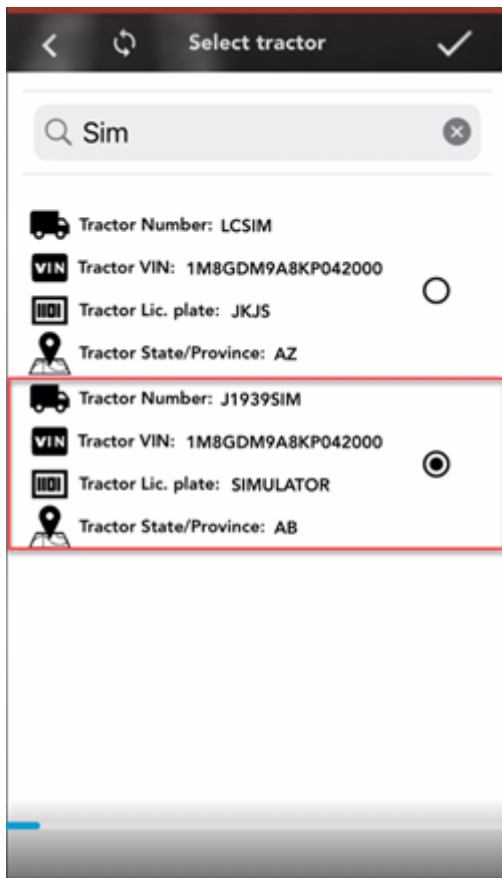 Select tractor
Sim
Tractor Number: LCSIM
VIN Tractor VIN: 1M8GDM9A8KP042000
Tractor Lic. plate: JKJS
Tractor State/Province: AZ
Tractor Number: J1939SIM
VIN Tractor VIN: 1M8GDM9A8KP042000
Tractor Lic. plate: SIMULATOR
Tractor State/Province: AB